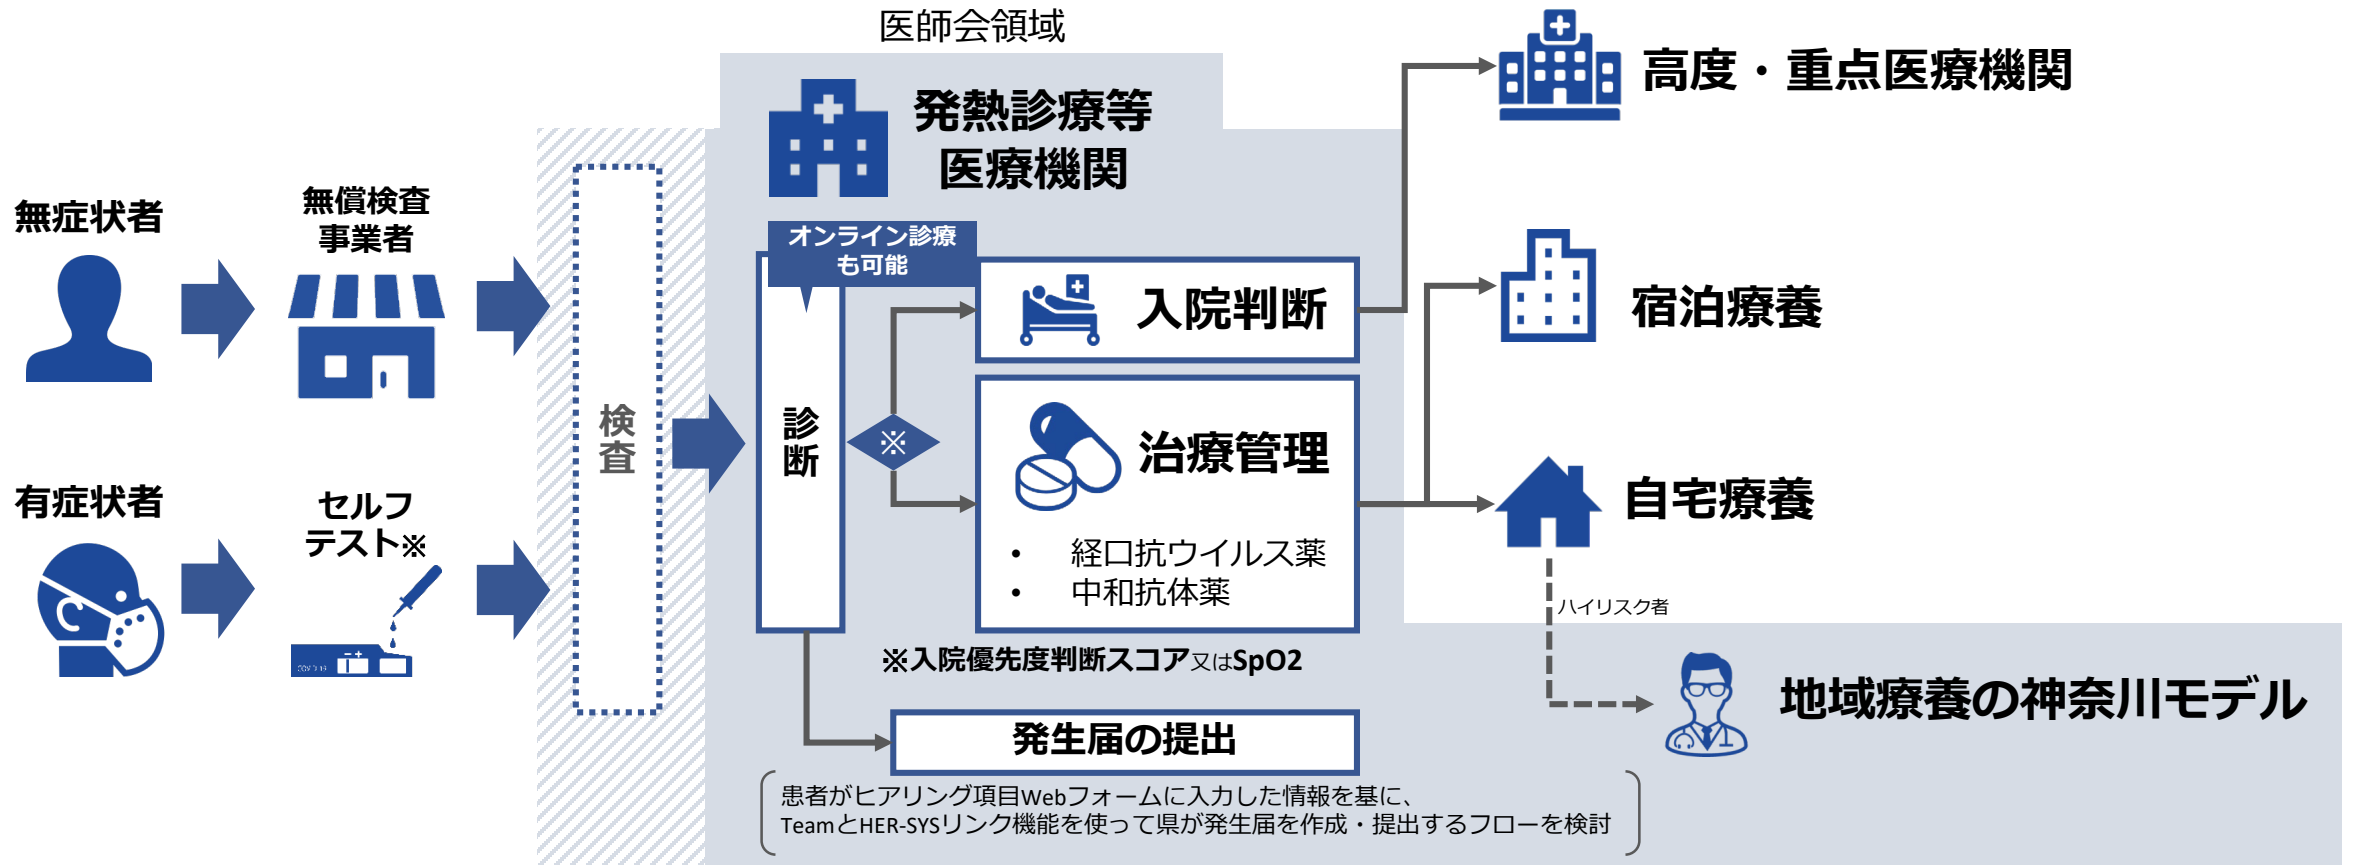 医師会領域
発熱診療等
医療機関
高度・重点医療機関
無症状者
無償検査
事業者
オンライン診療
も可能
入院判断
宿泊療養
検査
診断
※
治療管理
・ 経口抗ウイルス薬
・ 中和抗体薬
自宅療養
有症状者
セルフ
テスト※
ハイリスク者
※入院優先度判断スコア又はSpO2
地域療養の神奈川モデル
発生届の提出
患者がヒアリング項目Webフォームに入力した情報を基に、
TeamとHER-SYSリンク機能を使って県が発生届を作成・提出するフローを検討